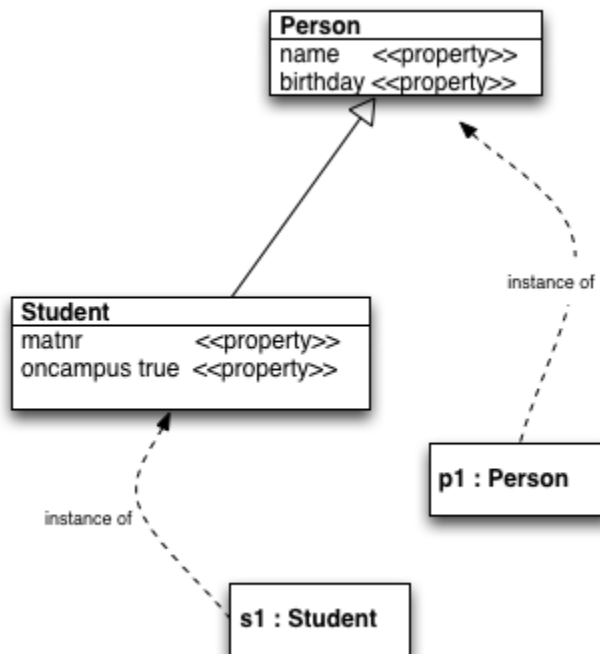 Person
name <<property>>
birthday <<property>>
instance of
Student
matnr <<property>>
oncampus true <<property>>
p1 : Person
instance of
s1 : Student